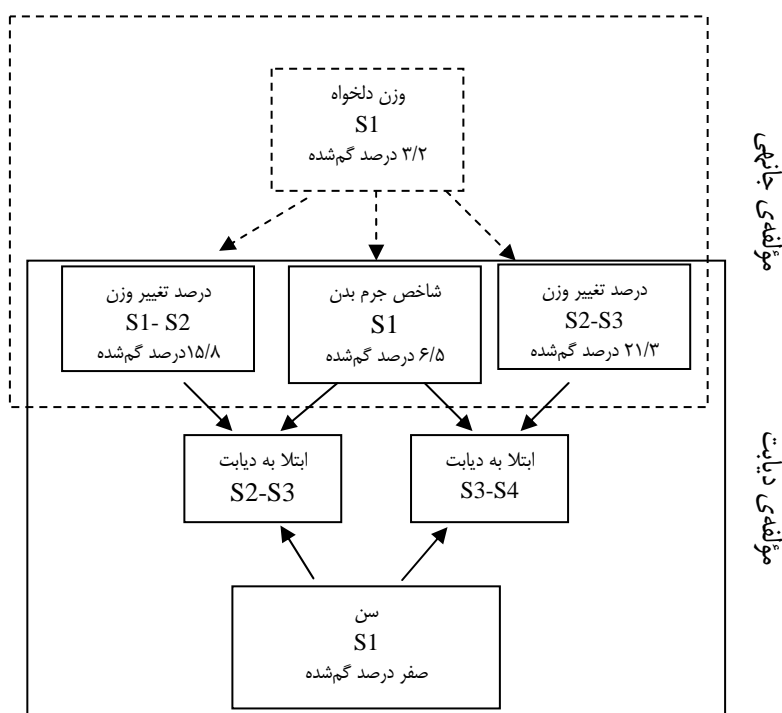 وزن دلخواه
S1
۳/۲ درصد گم‌شده
مؤلفه‌ی جانهی
درصد تغییر وزن
S2-S3
۲۱/۳ درصد گم‌شده
شاخص جرم بدن
S1
۶/۵ درصد گم‌شده
درصد تغییر وزن
S1- S2
۱۵/۸درصد گم‌شده
مؤلفه‌ی دیابت
ابتلا به دیابت
S3-S4
ابتلا به دیابت
S2-S3
سن
S1
صفر درصد گم‌شده